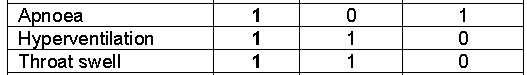 Apnoea 1 0 1
Hyperventilation 1 1 0
Throat swell 1 1 0